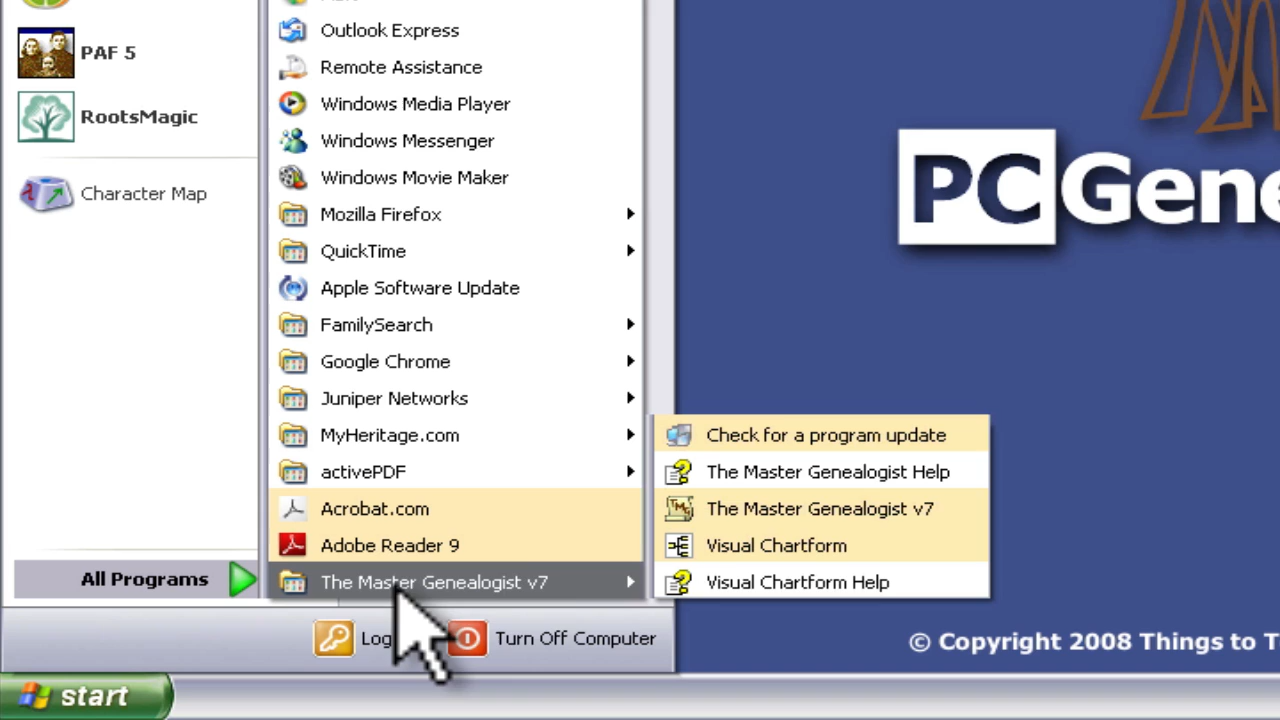 Outlook Express
PAF 5
Remote Assistance
Windows Media Player
RootsMagic
Windows Messenger
Windows Movie Maker
Character Map
Mozilla Firefox
QuickTime
Apple Software Update
FamilySearch
Google Chrome
Juniper Networks
MyHeritage.com
activePDF
Acrobat.com
Adobe Reader 9
All Programs
The Master Genealogist v7
Check for a program update
The Master Genealogist Help
TMG
The Master Genealogist v7
Visual Chartform
Visual Chartform Help
PCGene
Log
Turn Off Computer
© Copyright 2008 Things to T
start